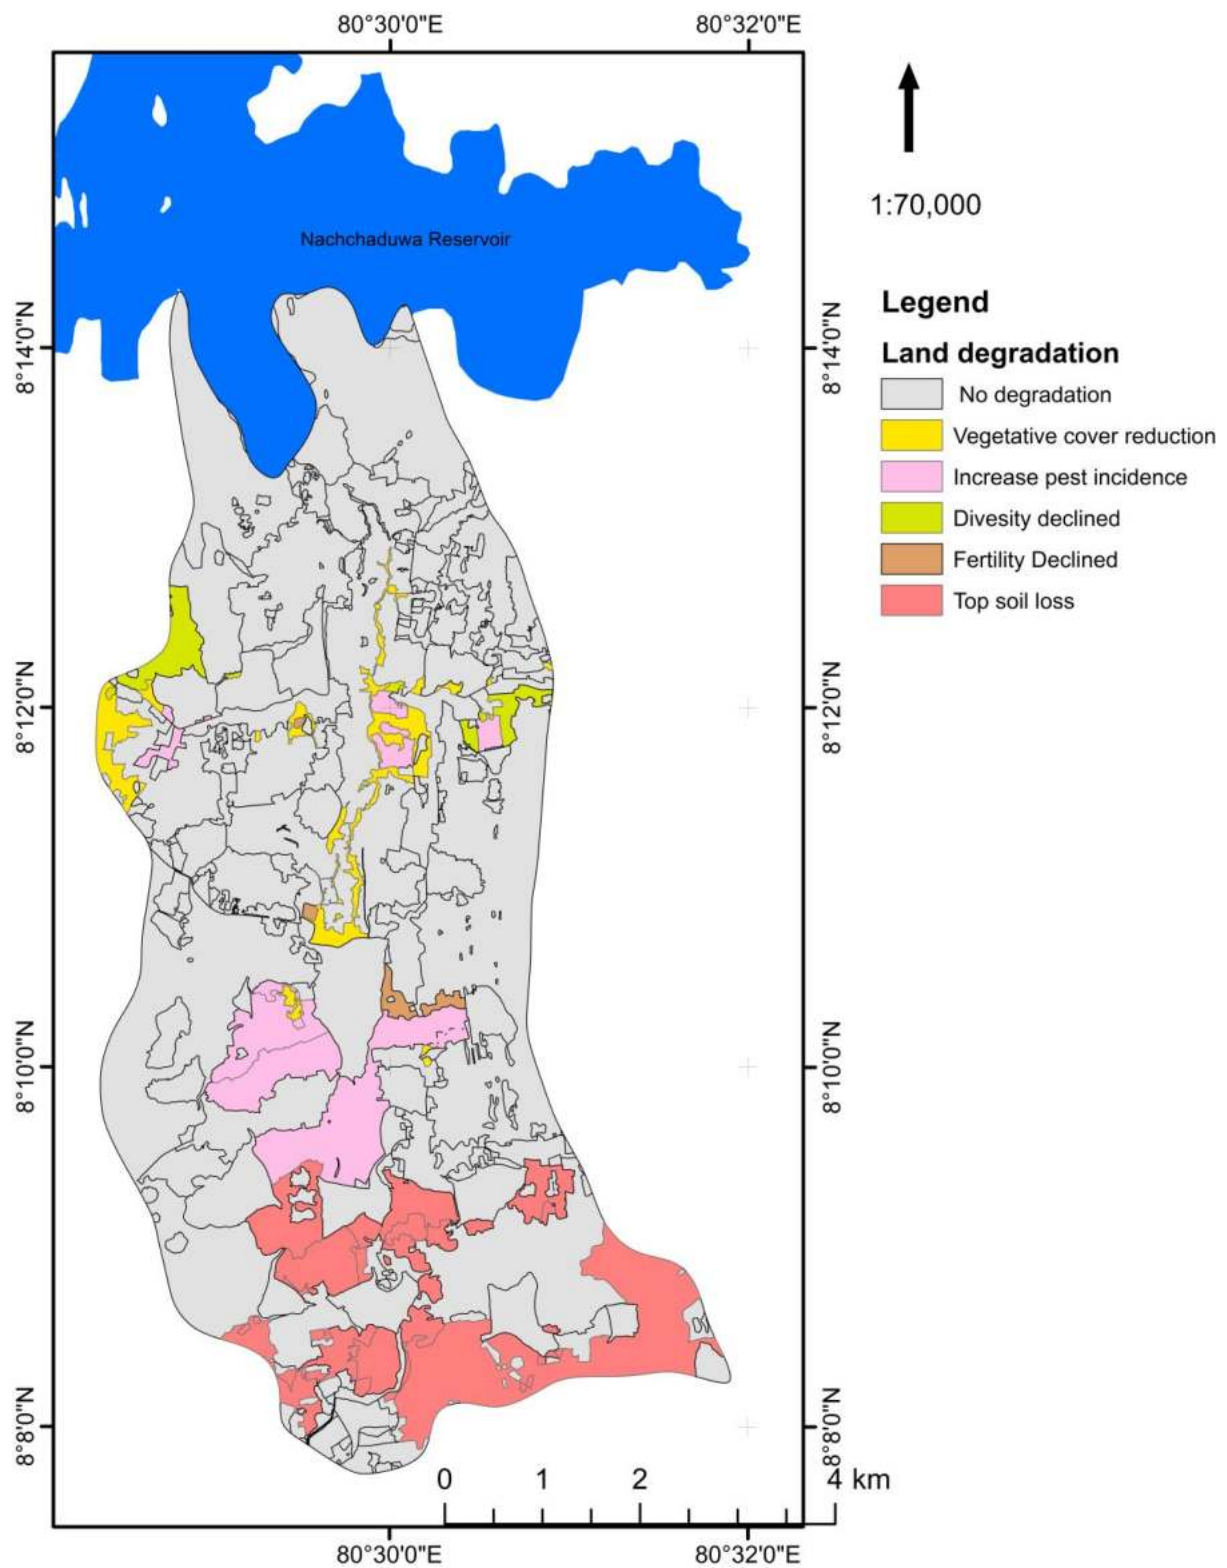 80°30'0"E
80°32'0"E
1:70,000
Nachchaduwa Reservoir
Legend
Land degradation
No degradation
Vegetative cover reduction
Increase pest incidence
Divesity declined
Fertility Declined
Top soil loss
8°14'0"N
8°14'0"N
8°12'0"N
8°12'0"N
8°10'0"N
8°10'0"N
8°8'0"N
8°8'0"N
0 1 2 4 km
80°30'0"E
80°32'0"E